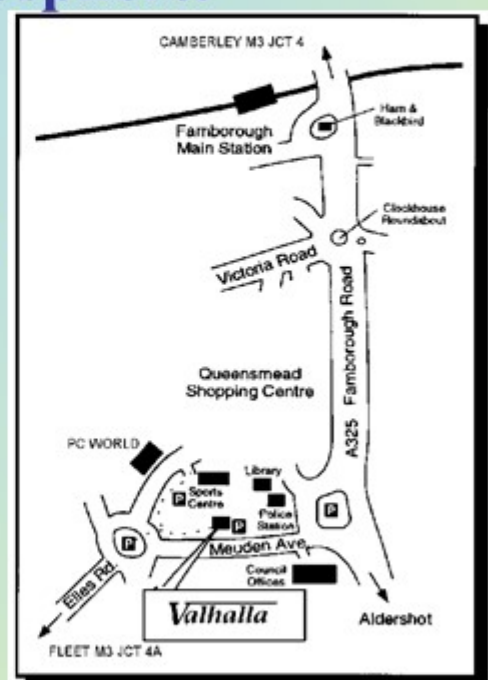 CAMBERLEY M3 JCT 4
Ham &
Blackbird
Farnborough
Main Station
Clockhouse
Roundabout
Victoria Road
A325 Farnborough Road
Queensmead
Shopping Centre
PC WORLD
Library
Sports
Centre
P
Police
Station
P
P
P
Meuden Ave
Council
Offices
Elles Rd.
Valhalla
Aldershot
FLEET M3 JCT 4A